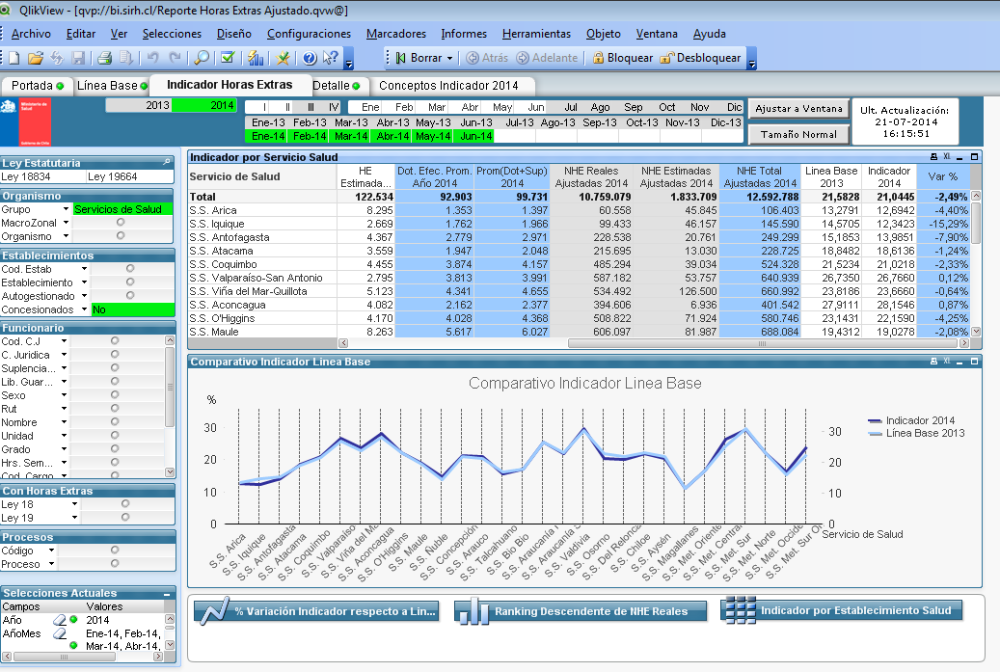 QlikView - [qvp://bi.sirh.cl/Reporte Horas Extras Ajustado.qvw@]
Archivo Editar Ver Selecciones Diseño Configuraciones Marcadores Informes Herramientas Objeto Ventana Ayuda
Borrar Atrás Adelante Bloquear Desbloquear
Portada Línea Base Indicador Horas Extras Detalle Conceptos Indicador 2014
Ministerio de Salud
Gobierno de Chile
2013 2014
I II III IV Ene Feb Mar Abr May Jun Jul Ago Sep Oct Nov Dic
Ene-13 Feb-13 Mar-13 Abr-13 May-13 Jun-13 Jul-13 Ago-13 Sep-13 Oct-13 Nov-13 Dic-13
Ene-14 Feb-14 Mar-14 Abr-14 May-14 Jun-14
Ajustar a Ventana
Tamaño Normal
Ult. Actualización:
21-07-2014
16:15:51
Ley Estatutaria
Ley 18834 Ley 19664
Organismo
Grupo Servicios de Salud
MacroZonal
Organismo
Establecimientos
Cod. Estab
Establecimiento
Autogestionado
Concesionados No
Funcionario
Cod. C.J
C. Juridica
Suplencia...
Lib. Guar...
Sexo
Rut
Nombre
Unidad
Grado
Hrs. Sem...
Cod. Cargo
Con Horas Extras
Ley 18
Ley 19
Procesos
Código
Proceso
Selecciones Actuales
Campos Valores
Año 2014
AñoMes Ene-14, Feb-14,
Mar-14, Abr-14,
Indicador por Servicio Salud XL
Servicio de Salud HE Estimada... Dot. Efec. Prom. Año 2014 Prom(Dot+Sup) 2014 NHE Reales Ajustadas 2014 NHE Estimadas Ajustadas 2014 NHE Total Ajustadas 2014 Linea Base 2013 Indicador 2014 Var %
Total 122.534 92.903 99.731 10.759.079 1.833.709 12.592.788 21,5828 21,0445 -2,49%
S.S. Arica 8.295 1.353 1.397 60.558 45.845 106.403 13,2791 12,6942 -4,40%
S.S. Iquique 2.669 1.762 1.966 99.433 46.157 145.590 14,5705 12,3423 -15,29%
S.S. Antofagasta 4.367 2.779 2.971 228.538 20.761 249.299 15,1853 13,9851 -7,90%
S.S. Atacama 3.559 1.947 2.048 215.695 13.030 228.725 18,8482 18,6136 -1,24%
S.S. Coquimbo 4.455 3.874 4.157 485.294 39.034 524.328 21,5234 21,0218 -2,33%
S.S. Valparaíso-San Antonio 2.795 3.813 3.991 587.182 53.757 640.939 26,7350 26,7660 0,12%
S.S. Viña del Mar-Quillota 5.123 4.341 4.655 534.492 126.500 660.992 23,8186 23,6660 -0,64%
S.S. Aconcagua 4.082 2.162 2.377 394.606 6.936 401.542 27,9111 28,1546 0,87%
S.S. O'Higgins 4.170 4.028 4.368 508.822 71.924 580.746 23,1431 22,1590 -4,25%
S.S. Maule 8.263 5.617 6.027 606.097 81.987 688.084 19,4312 19,0278 -2,08%
Comparativo Indicador Linea Base XL
Comparativo Indicador Linea Base
%
30
20
10
0
30
20
10
0
Indicador 2014
Línea Base 2013
S.S. Arica
S.S. Iquique
S.S. Antofagasta
S.S. Atacama
S.S. Coquimbo
S.S. Valparaíso
S.S. Viña del Ma
S.S. Aconcagua
S.S. O'Higgins
S.S. Maule
S.S. Ñuble
S.S. Concepción
S.S. Arauco
S.S. Talcahuano
S.S. Bio Bio
S.S. Araucanía
S.S. Araucanía S
S.S. Valdivia
S.S. Osorno
S.S. Del Reloncaví
S.S. Chiloe
S.S. Aysén
S.S. Magallanes
S.S. Met. Oriente
S.S. Met. Central
S.S. Met. Sur
S.S. Met. Norte
S.S. Met. Occide
S.S. Met. Sur Or
Servicio de Salud
% Variación Indicador respecto a Lin...
Ranking Descendente de NHE Reales
Indicador por Establecimiento Salud